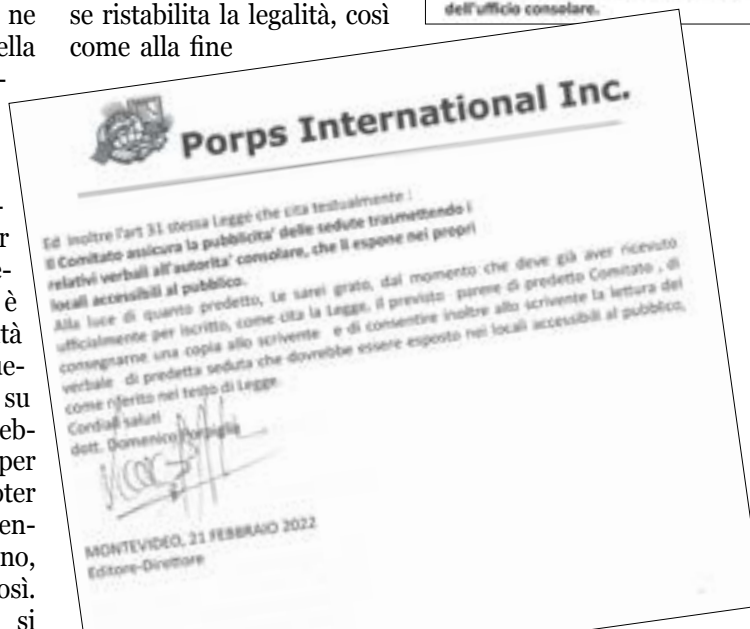 ne
ella
-
-
r
e-
è
tà
ue-
su
eb-
per
oter
en-
no,
osì.
si
se ristabilita la legalità, così
come alla fine
dell'ufficio consolare.
Porps International Inc.
Ed inoltre l'art 31 stessa Legge che cita testualmente :
Il Comitato assicura la pubblicita' delle sedute trasmettendo i
relativi verbali all'autorita' consolare, che li espone nei propri
locali accessibili al pubblico.
Alla luce di quanto predetto, Le sarei grato, dal momento che deve già aver ricevuto
ufficialmente per iscritto, come cita la Legge, il previsto parere di predetto Comitato , di
consegnarne una copia allo scrivente e di consentire inoltre allo scrivente la lettura del
verbale di predetta seduta che dovrebbe essere esposto nei locali accessibili al pubblico,
come riferito nel testo di Legge.
Cordiali saluti
dott. Domenico Porpiglia
MONTEVIDEO, 21 FEBBRAIO 2022
Editore-Direttore